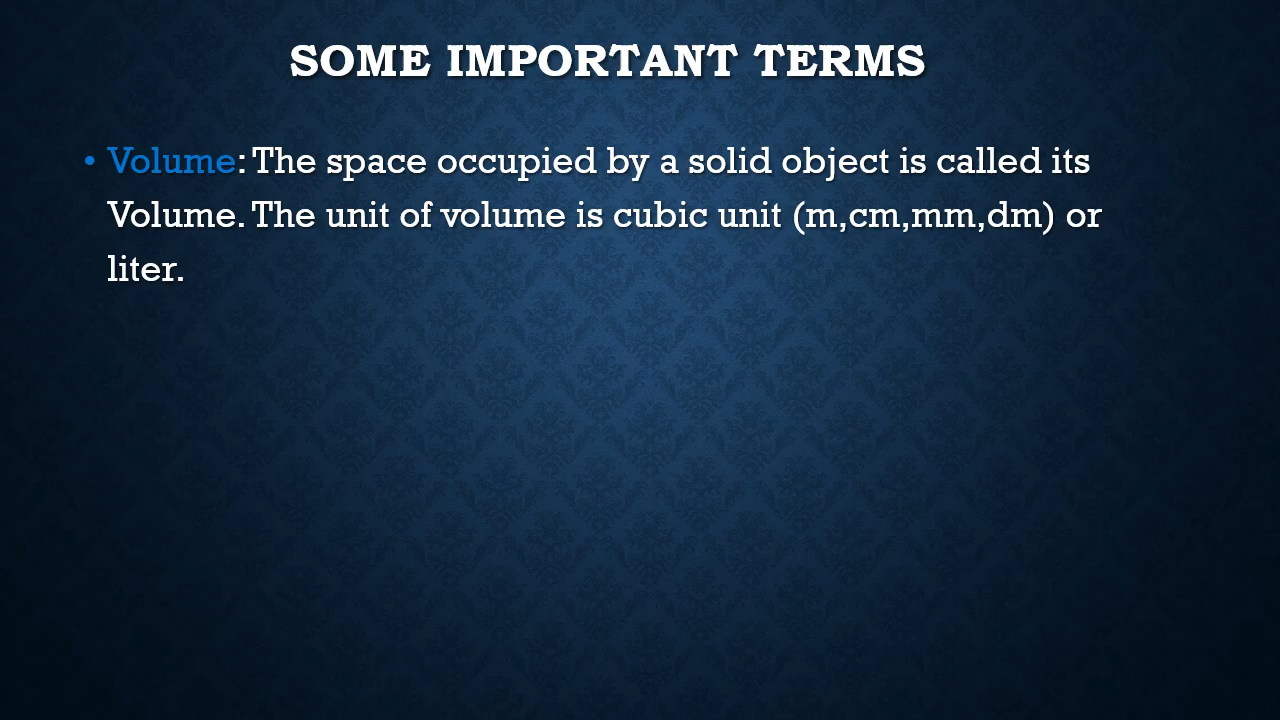 SOME IMPORTANT TERMS
• Volume: The space occupied by a solid object is called its
Volume. The unit of volume is cubic unit (m,cm,mm,dm) or
liter.